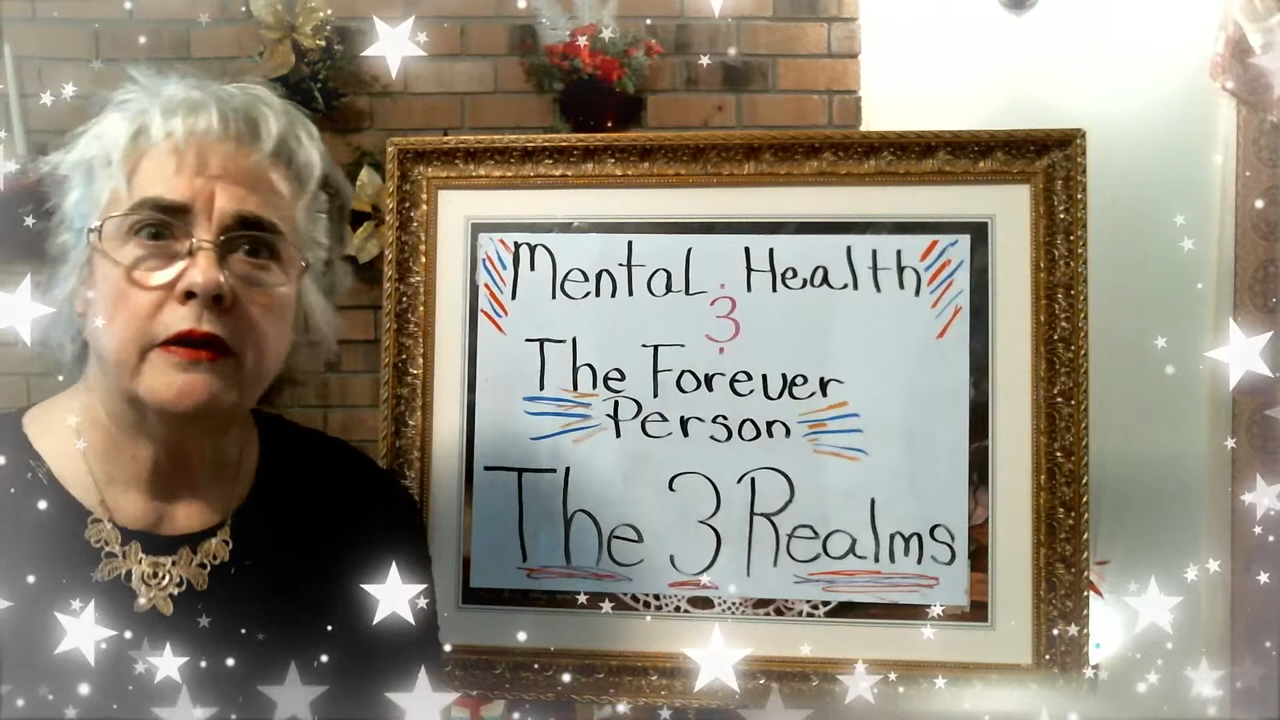 Mental Health
3
The Forever
Person
The 3 Realms